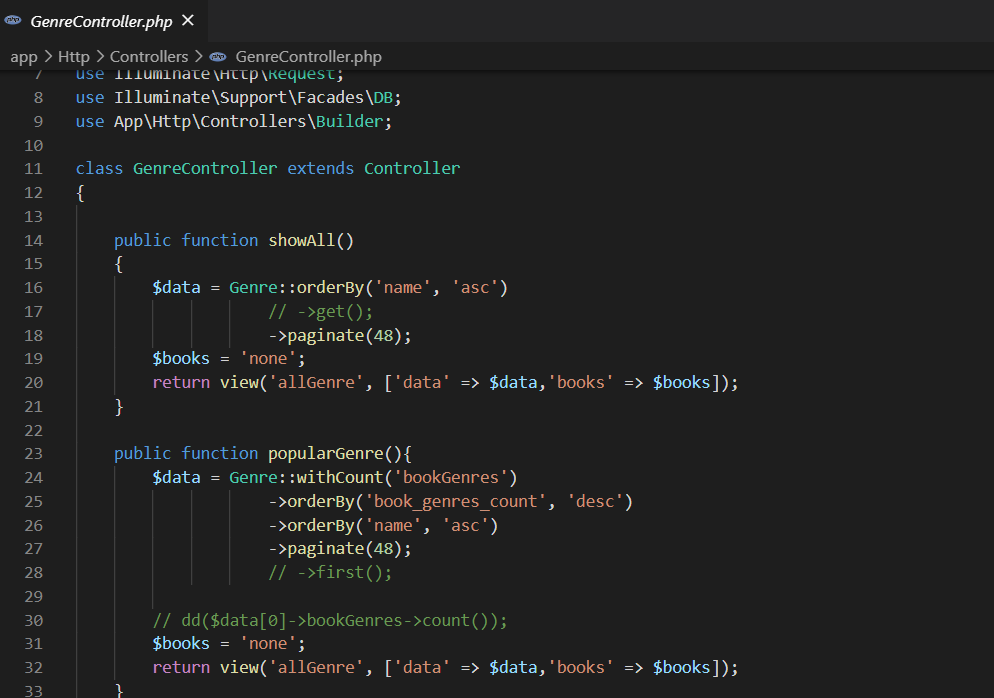 GenreController.php
app > Http > Controllers > GenreController.php
7 use Illuminate\Http\Request;
8 use Illuminate\Support\Facades\DB;
9 use App\Http\Controllers\Builder;
10
11 class GenreController extends Controller
12 {
13
14 public function showAll()
15 {
16 $data = Genre::orderBy('name', 'asc')
17 // ->get();
18 ->paginate(48);
19 $books = 'none';
20 return view('allGenre', ['data' => $data,'books' => $books]);
21 }
22
23 public function popularGenre(){
24 $data = Genre::withCount('bookGenres')
25 ->orderBy('book_genres_count', 'desc')
26 ->orderBy('name', 'asc')
27 ->paginate(48);
28 // ->first();
29
30 // dd($data[0]->bookGenres->count());
31 $books = 'none';
32 return view('allGenre', ['data' => $data,'books' => $books]);
33 }